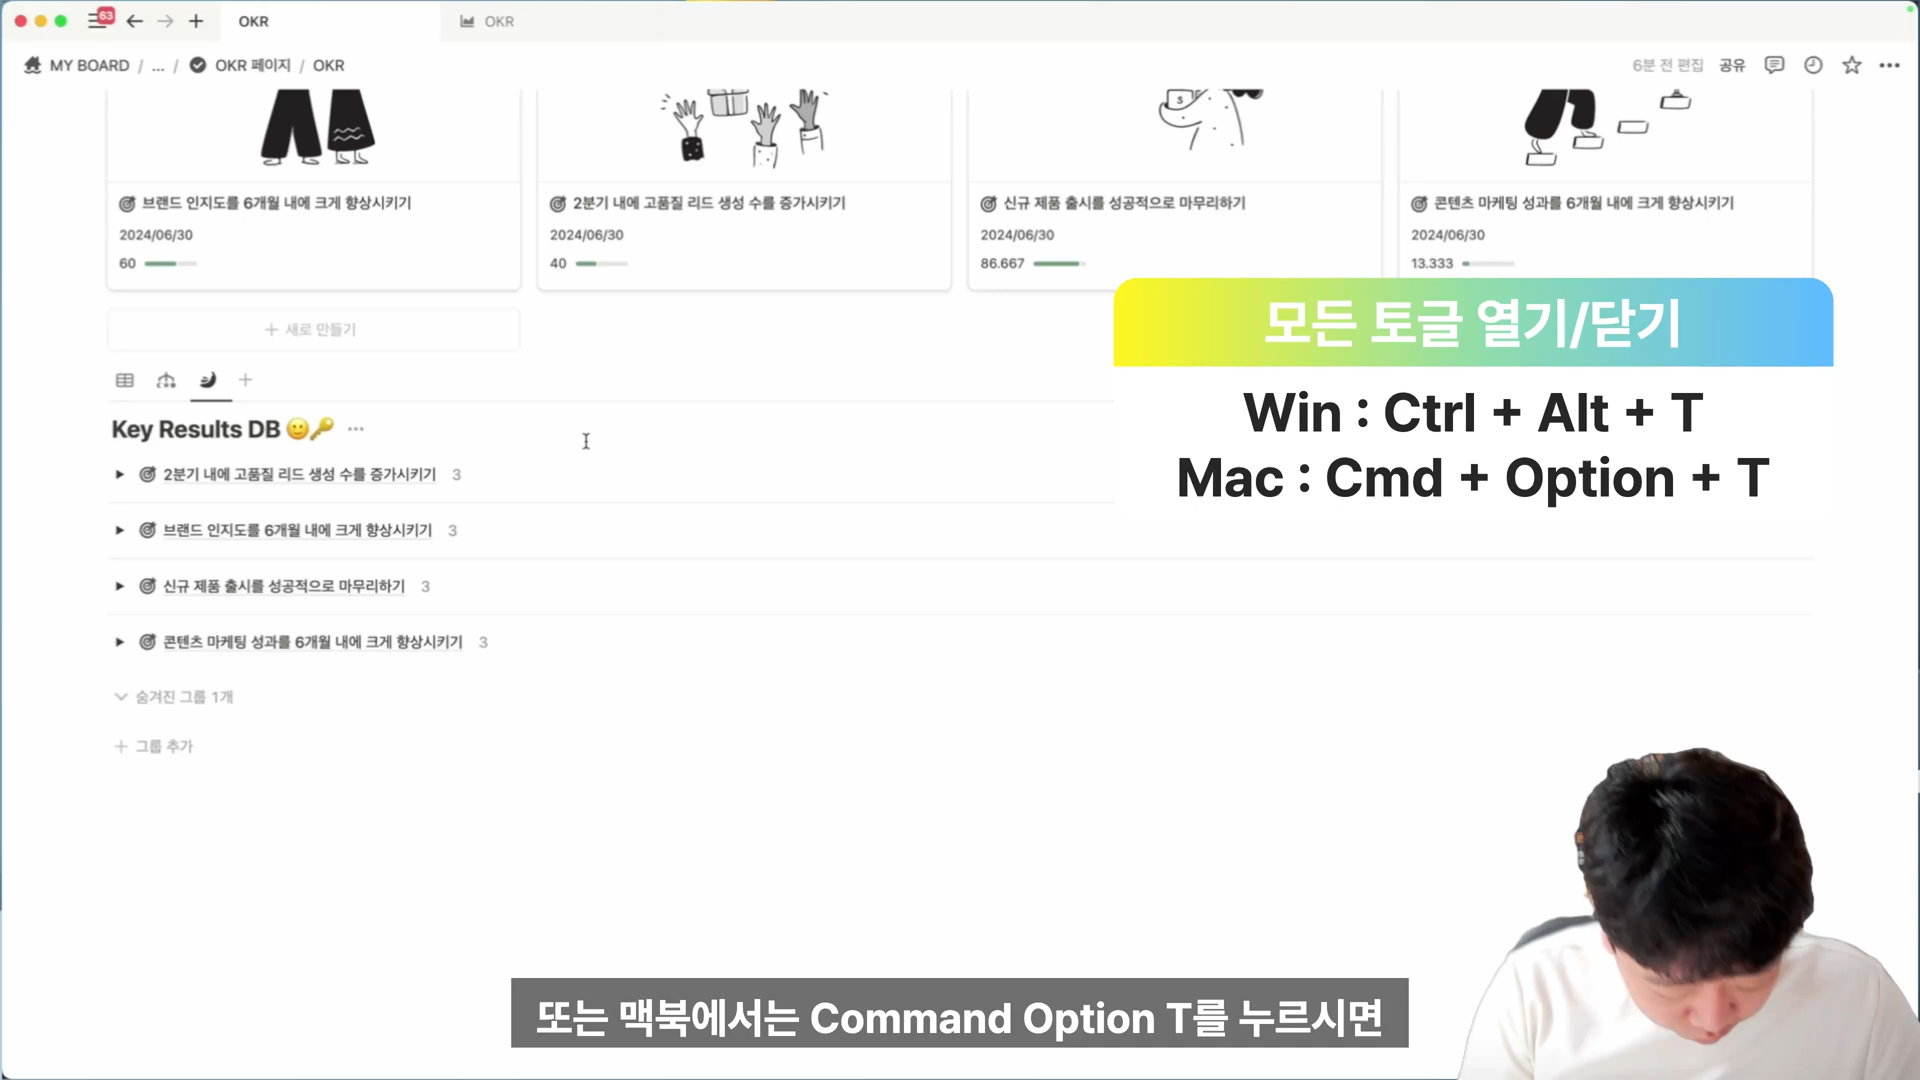 63
OKR
OKR
MY BOARD / ... / OKR 페이지 / OKR
6분 전 편집
공유
S
브랜드 인지도를 6개월 내에 크게 향상시키기
2024/06/30
60
2분기 내에 고품질 리드 생성 수를 증가시키기
2024/06/30
40
신규 제품 출시를 성공적으로 마무리하기
2024/06/30
86.667
콘텐츠 마케팅 성과를 6개월 내에 크게 향상시키기
2024/06/30
13.333
+ 새로 만들기
모든 토글 열기/닫기
Win : Ctrl + Alt + T
Mac : Cmd + Option + T
Key Results DB
2분기 내에 고품질 리드 생성 수를 증가시키기 3
브랜드 인지도를 6개월 내에 크게 향상시키기 3
신규 제품 출시를 성공적으로 마무리하기 3
콘텐츠 마케팅 성과를 6개월 내에 크게 향상시키기 3
숨겨진 그룹 1개
+ 그룹 추가
또는 맥북에서는 Command Option T를 누르시면